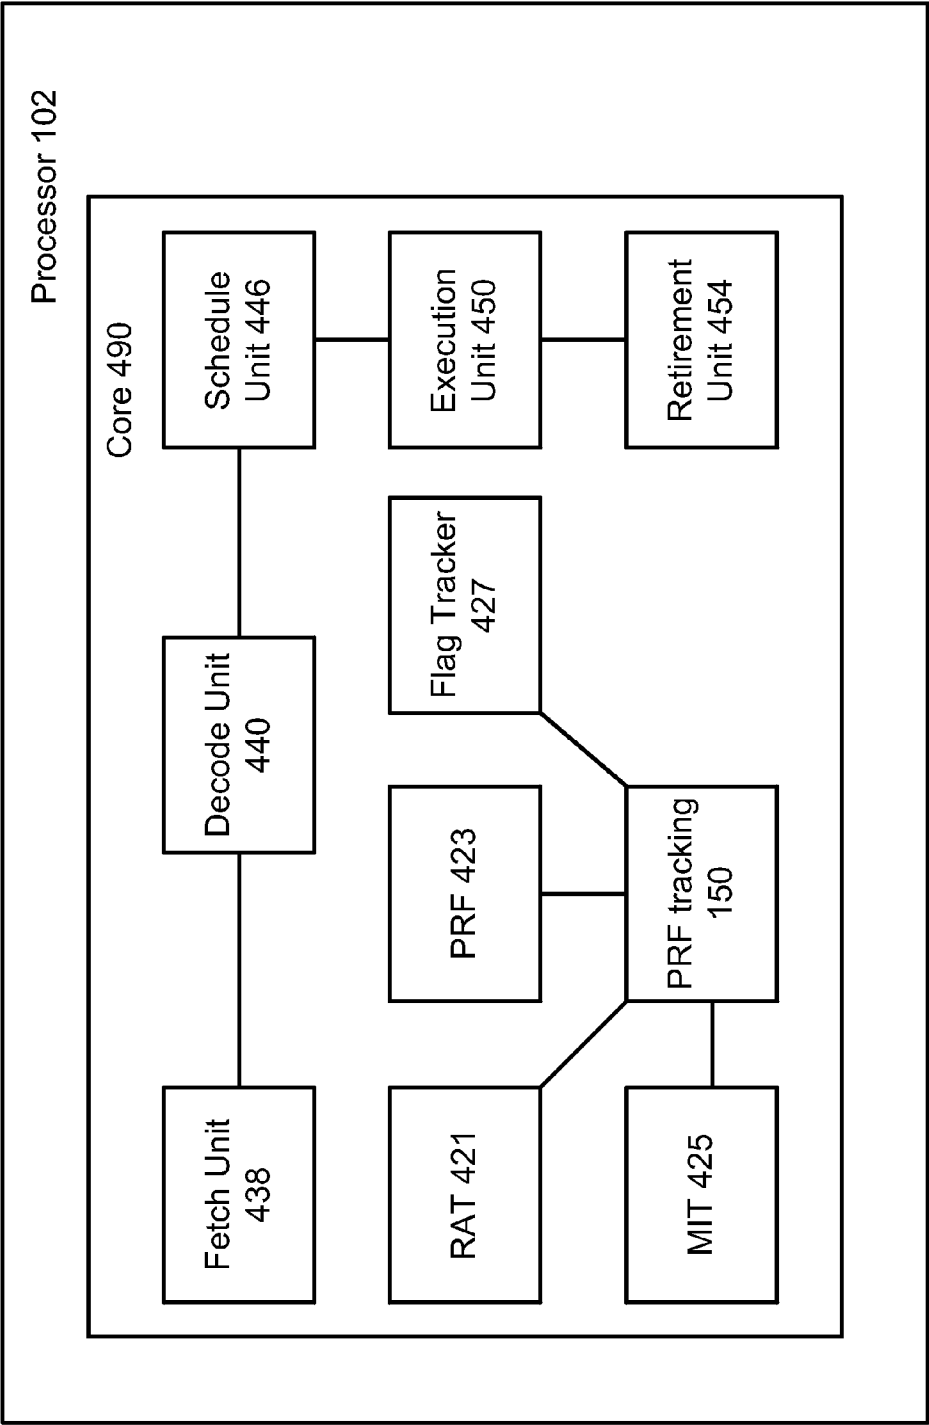 Processor 102
Core 490
Fetch Unit
438
Decode Unit
440
Schedule
Unit 446
RAT 421
PRF 423
Flag Tracker
427
Execution
Unit 450
MIT 425
PRF tracking
150
Retirement
Unit 454